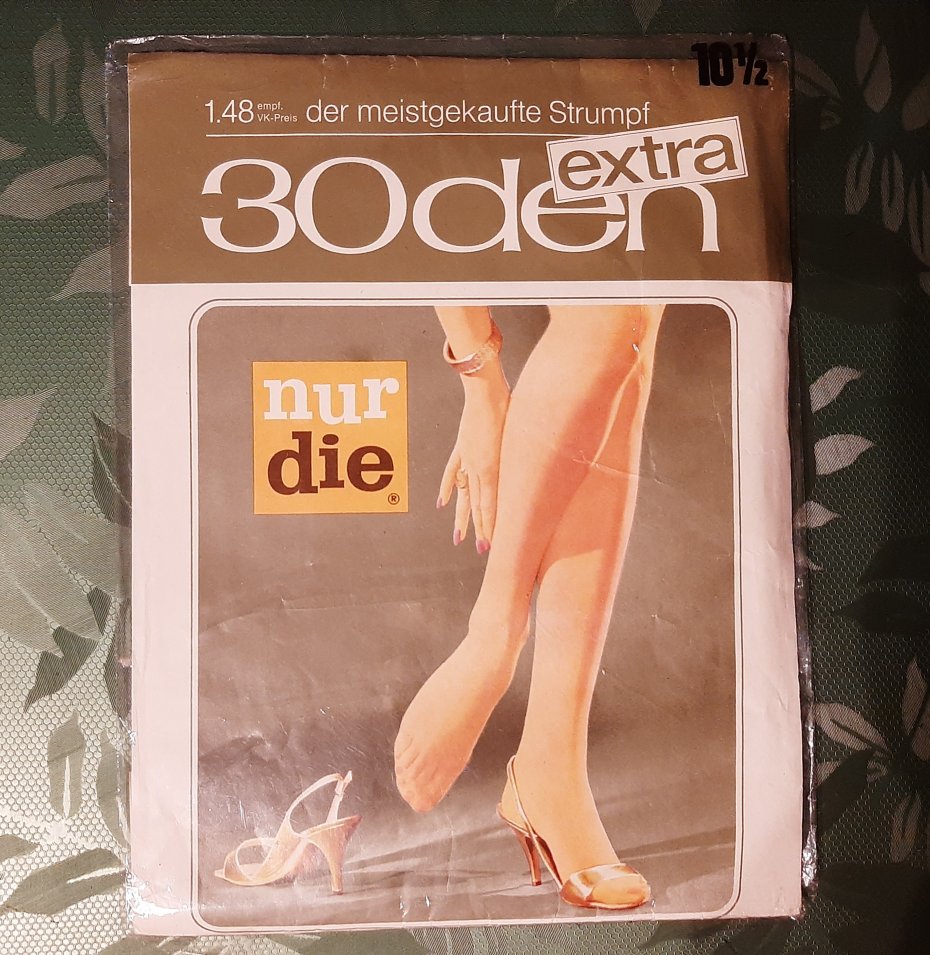 10½
1.48 empf. VK-Preis der meistgekaufte Strumpf
extra
30den
nur
die ®